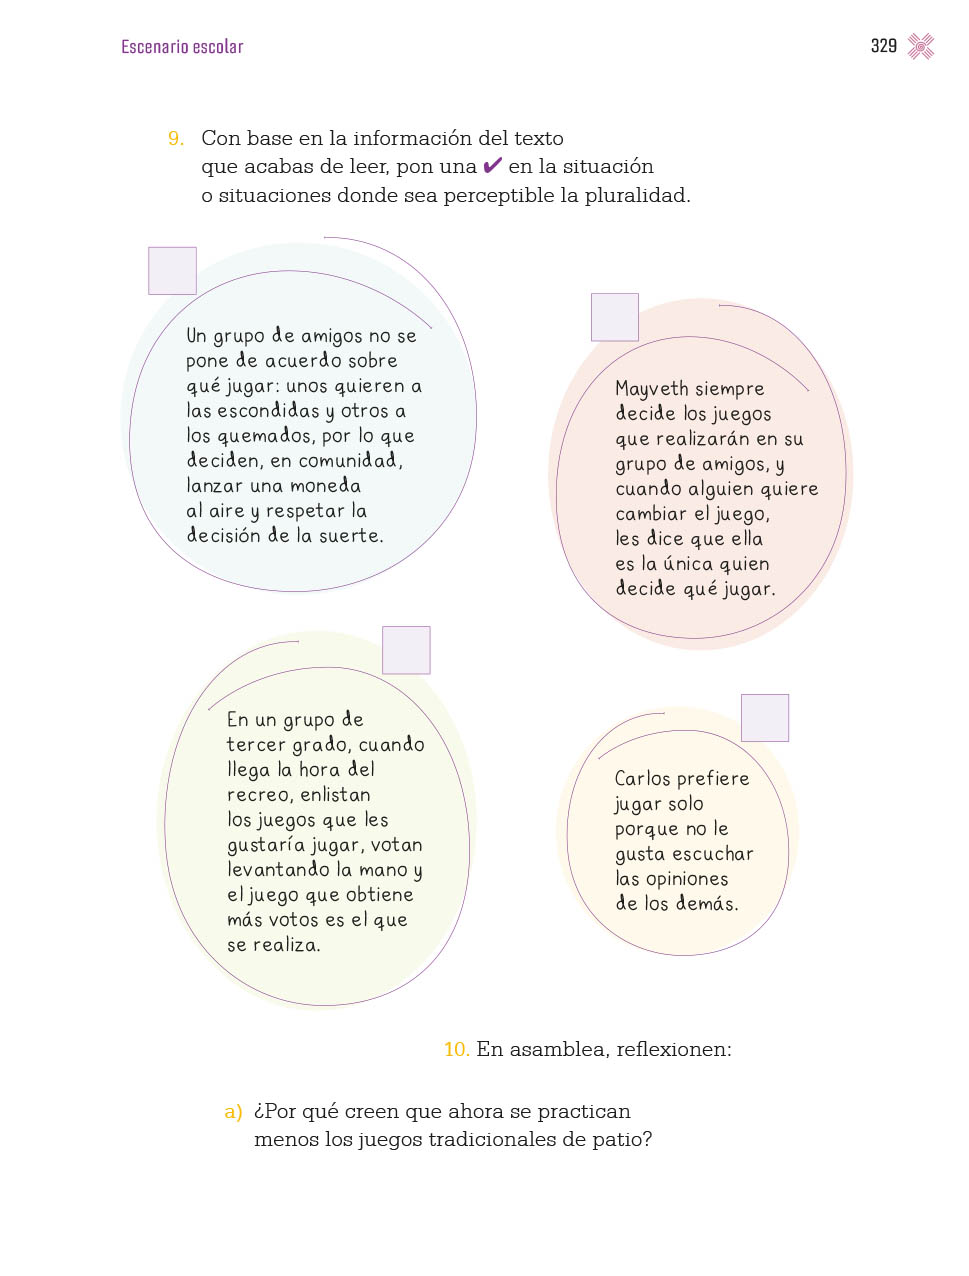 Escenario escolar
329
9. Con base en la información del texto
que acabas de leer, pon una ✔ en la situación
o situaciones donde sea perceptible la pluralidad.
Un grupo de amigos no se
pone de acuerdo sobre
qué jugar: unos quieren a
las escondidas y otros a
los quemados, por lo que
deciden, en comunidad,
lanzar una moneda
al aire y respetar la
decisión de la suerte.
Mayveth siempre
decide los juegos
que realizarán en su
grupo de amigos, y
cuando alguien quiere
cambiar el juego,
les dice que ella
es la única quien
decide qué jugar.
En un grupo de
tercer grado, cuando
llega la hora del
recreo, enlistan
los juegos que les
gustaría jugar, votan
levantando la mano y
el juego que obtiene
más votos es el que
se realiza.
Carlos prefiere
jugar solo
porque no le
gusta escuchar
las opiniones
de los demás.
10. En asamblea, reflexionen:
a) ¿Por qué creen que ahora se practican
menos los juegos tradicionales de patio?